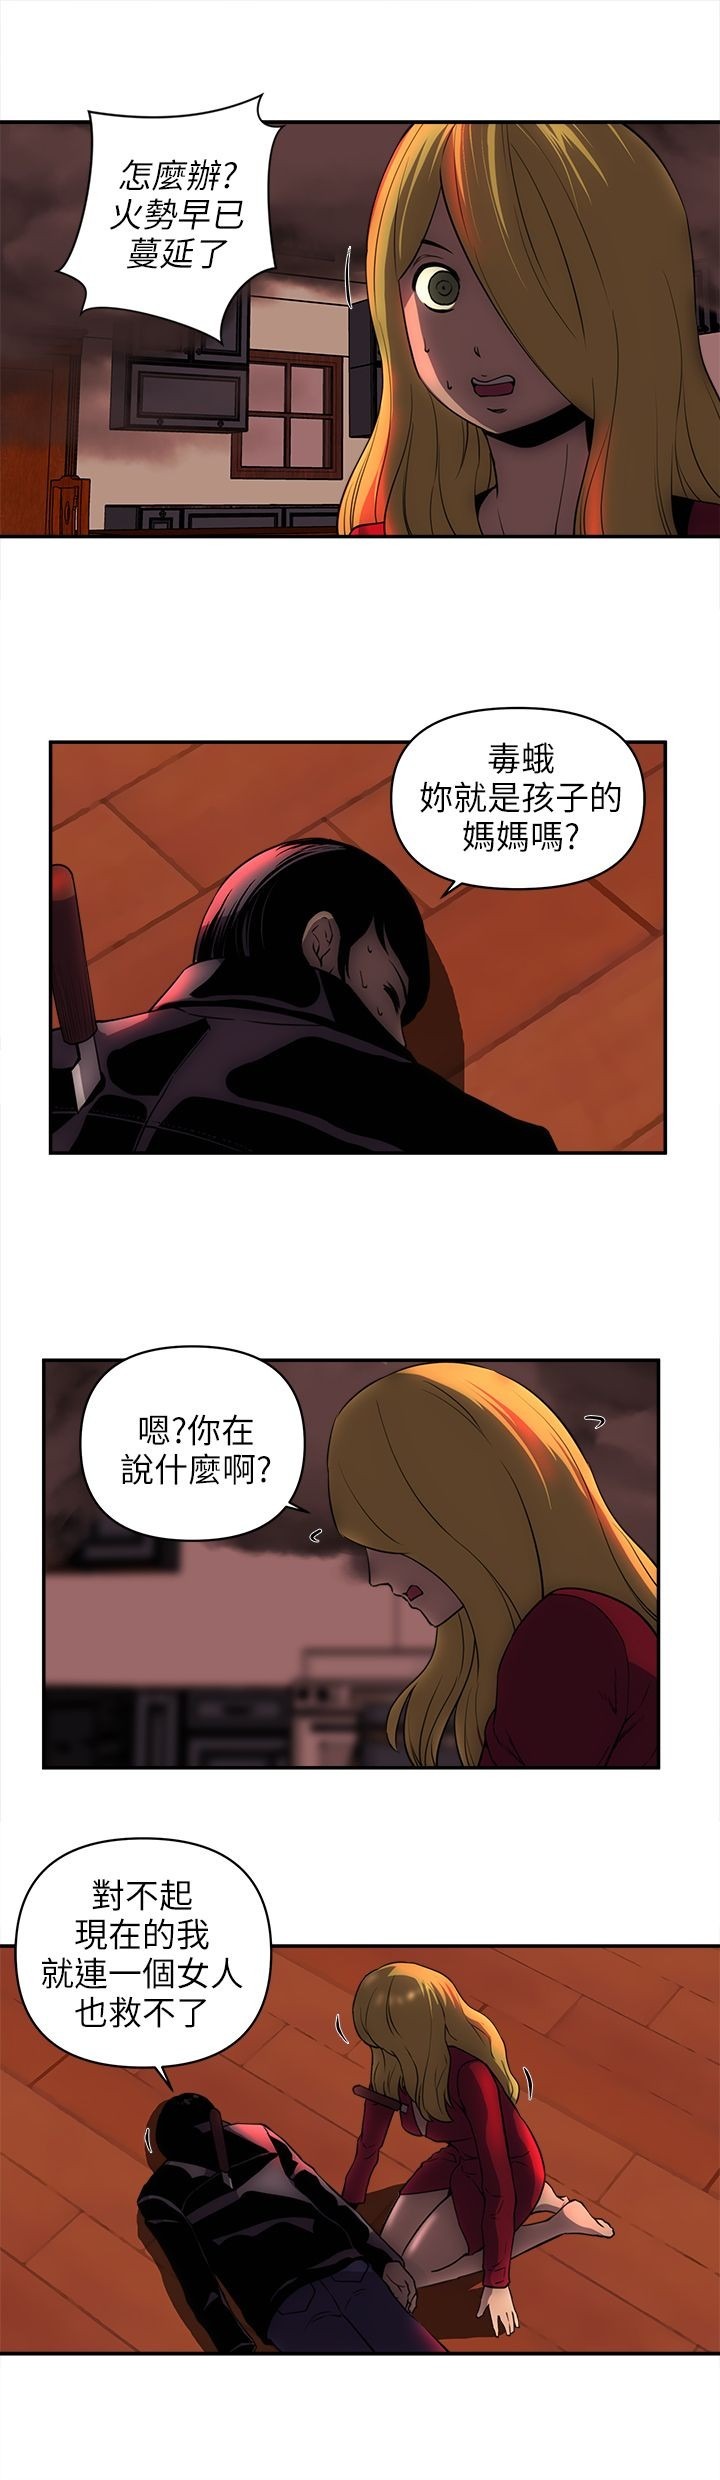 怎麼辦?
火勢早已
蔓延了
毒蛾
妳就是孩子的
媽媽嗎?
嗯?你在
說什麼啊?
對不起
現在的我
就連一個女人
也救不了